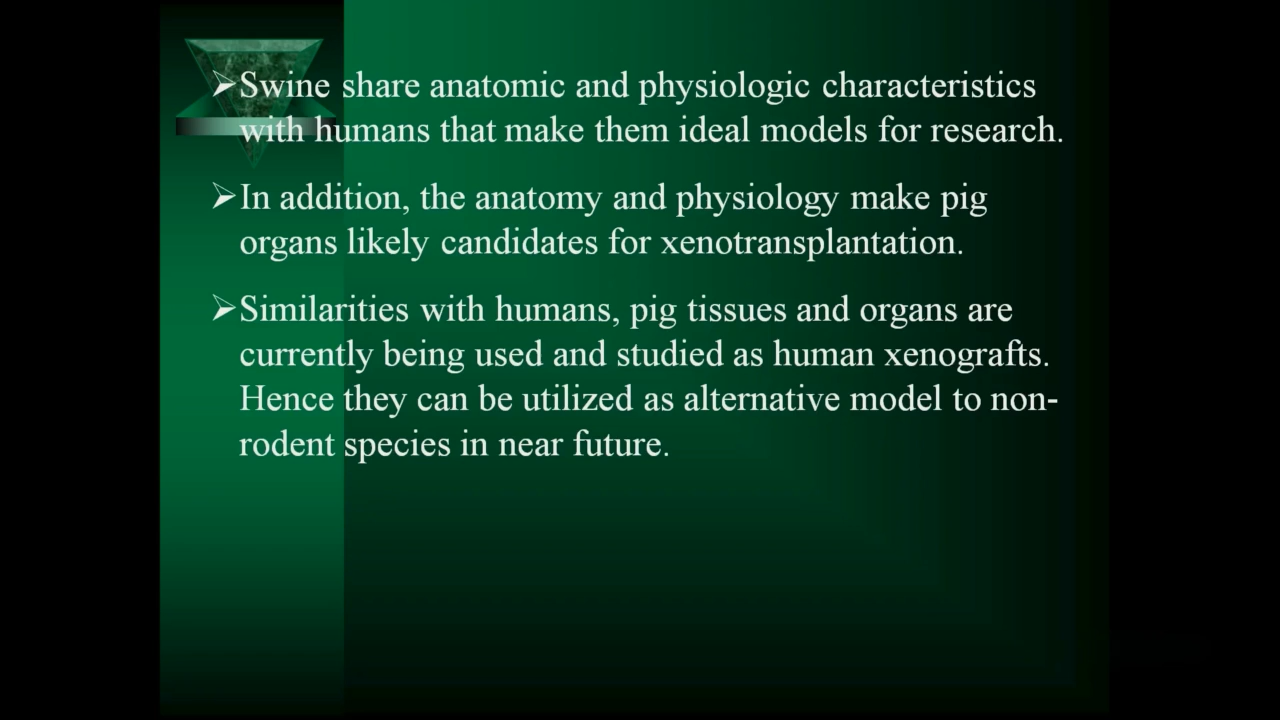 ➢Swine share anatomic and physiologic characteristics
with humans that make them ideal models for research.
➢In addition, the anatomy and physiology make pig
organs likely candidates for xenotransplantation.
➢Similarities with humans, pig tissues and organs are
currently being used and studied as human xenografts.
Hence they can be utilized as alternative model to non-
rodent species in near future.